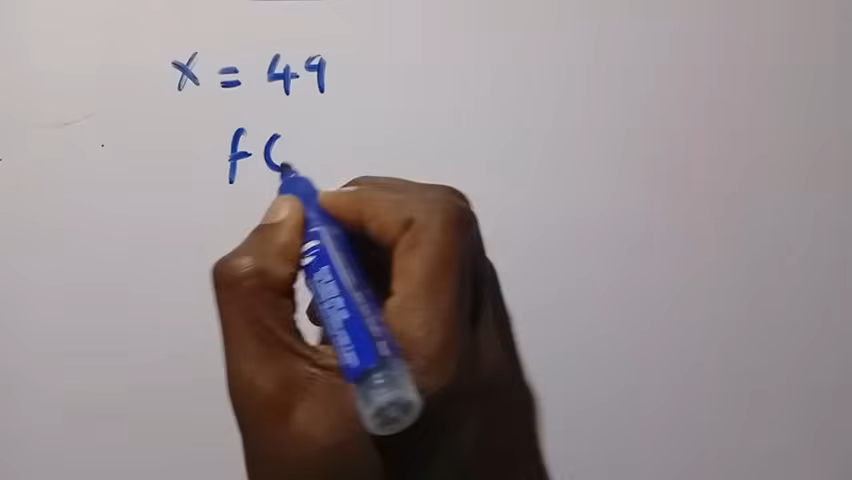 x = 49
f (